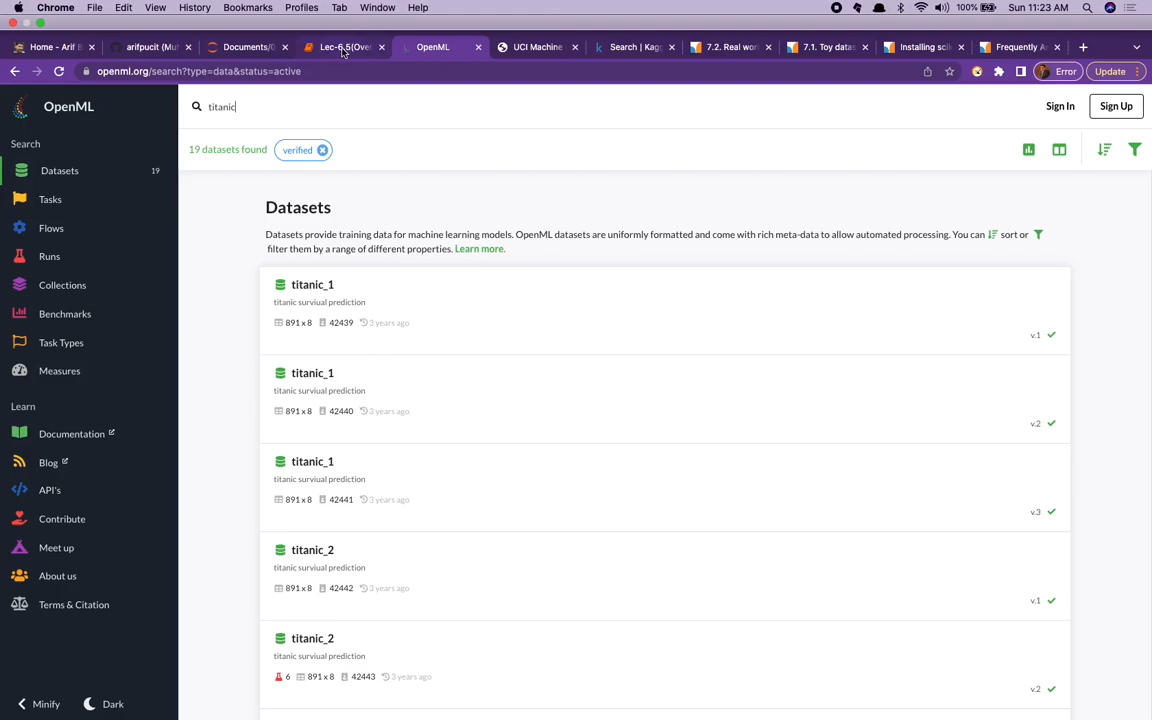 Chrome File Edit View History Bookmarks Profiles Tab Window Help 100% Sun 11:23 AM
Home - Arif B arifpucit (Mu Documents/ Lec-6.5(Over OpenML UCI Machine Search | Kag 7.2. Real wor 7.1. Toy datas Installing sci Frequently A
openml.org/search?type=data&status=active Error Update
OpenML titanic Sign In Sign Up
Search
19 datasets found verified
Datasets 19
Tasks
Flows
Runs
Collections
Benchmarks
Task Types
Measures
Learn
Documentation
Blog
API's
Contribute
Meet up
About us
Terms & Citation
Minify Dark
Datasets
Datasets provide training data for machine learning models. OpenML datasets are uniformly formatted and come with rich meta-data to allow automated processing. You can sort or
filter them by a range of different properties. Learn more.
titanic_1
titanic surviual prediction
891 x 8 42439 3 years ago
v.1
titanic_1
titanic surviual prediction
891 x 8 42440 3 years ago
v.2
titanic_1
titanic surviual prediction
891 x 8 42441 3 years ago
v.3
titanic_2
titanic surviual prediction
891 x 8 42442 3 years ago
v.1
titanic_2
titanic surviual prediction
6 891 x 8 42443 3 years ago
v.2